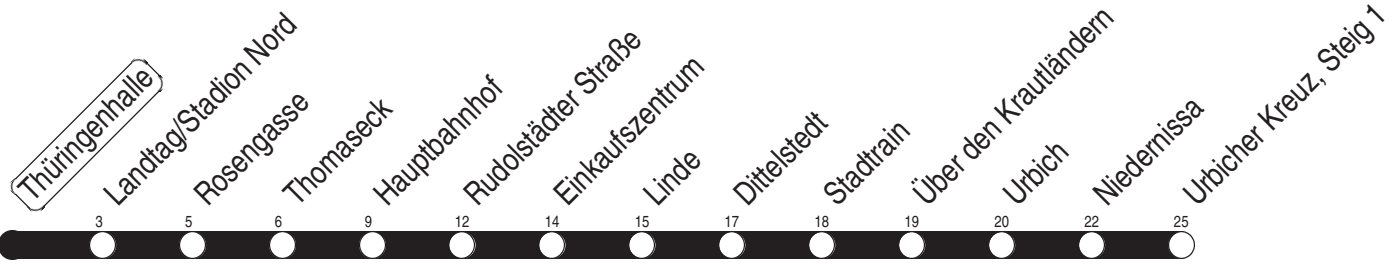 Thüringenhalle
Landtag/Stadion Nord
Rosengasse
Thomaseck
Hauptbahnhof
Rudolstädter Straße
Einkaufszentrum
Linde
Dittelstedt
Stadtrain
Über den Krautländern
Urbich
Niedernissa
Urbicher Kreuz, Steig 1
3 5 6 9 12 14 15 17 18 19 20 22 25